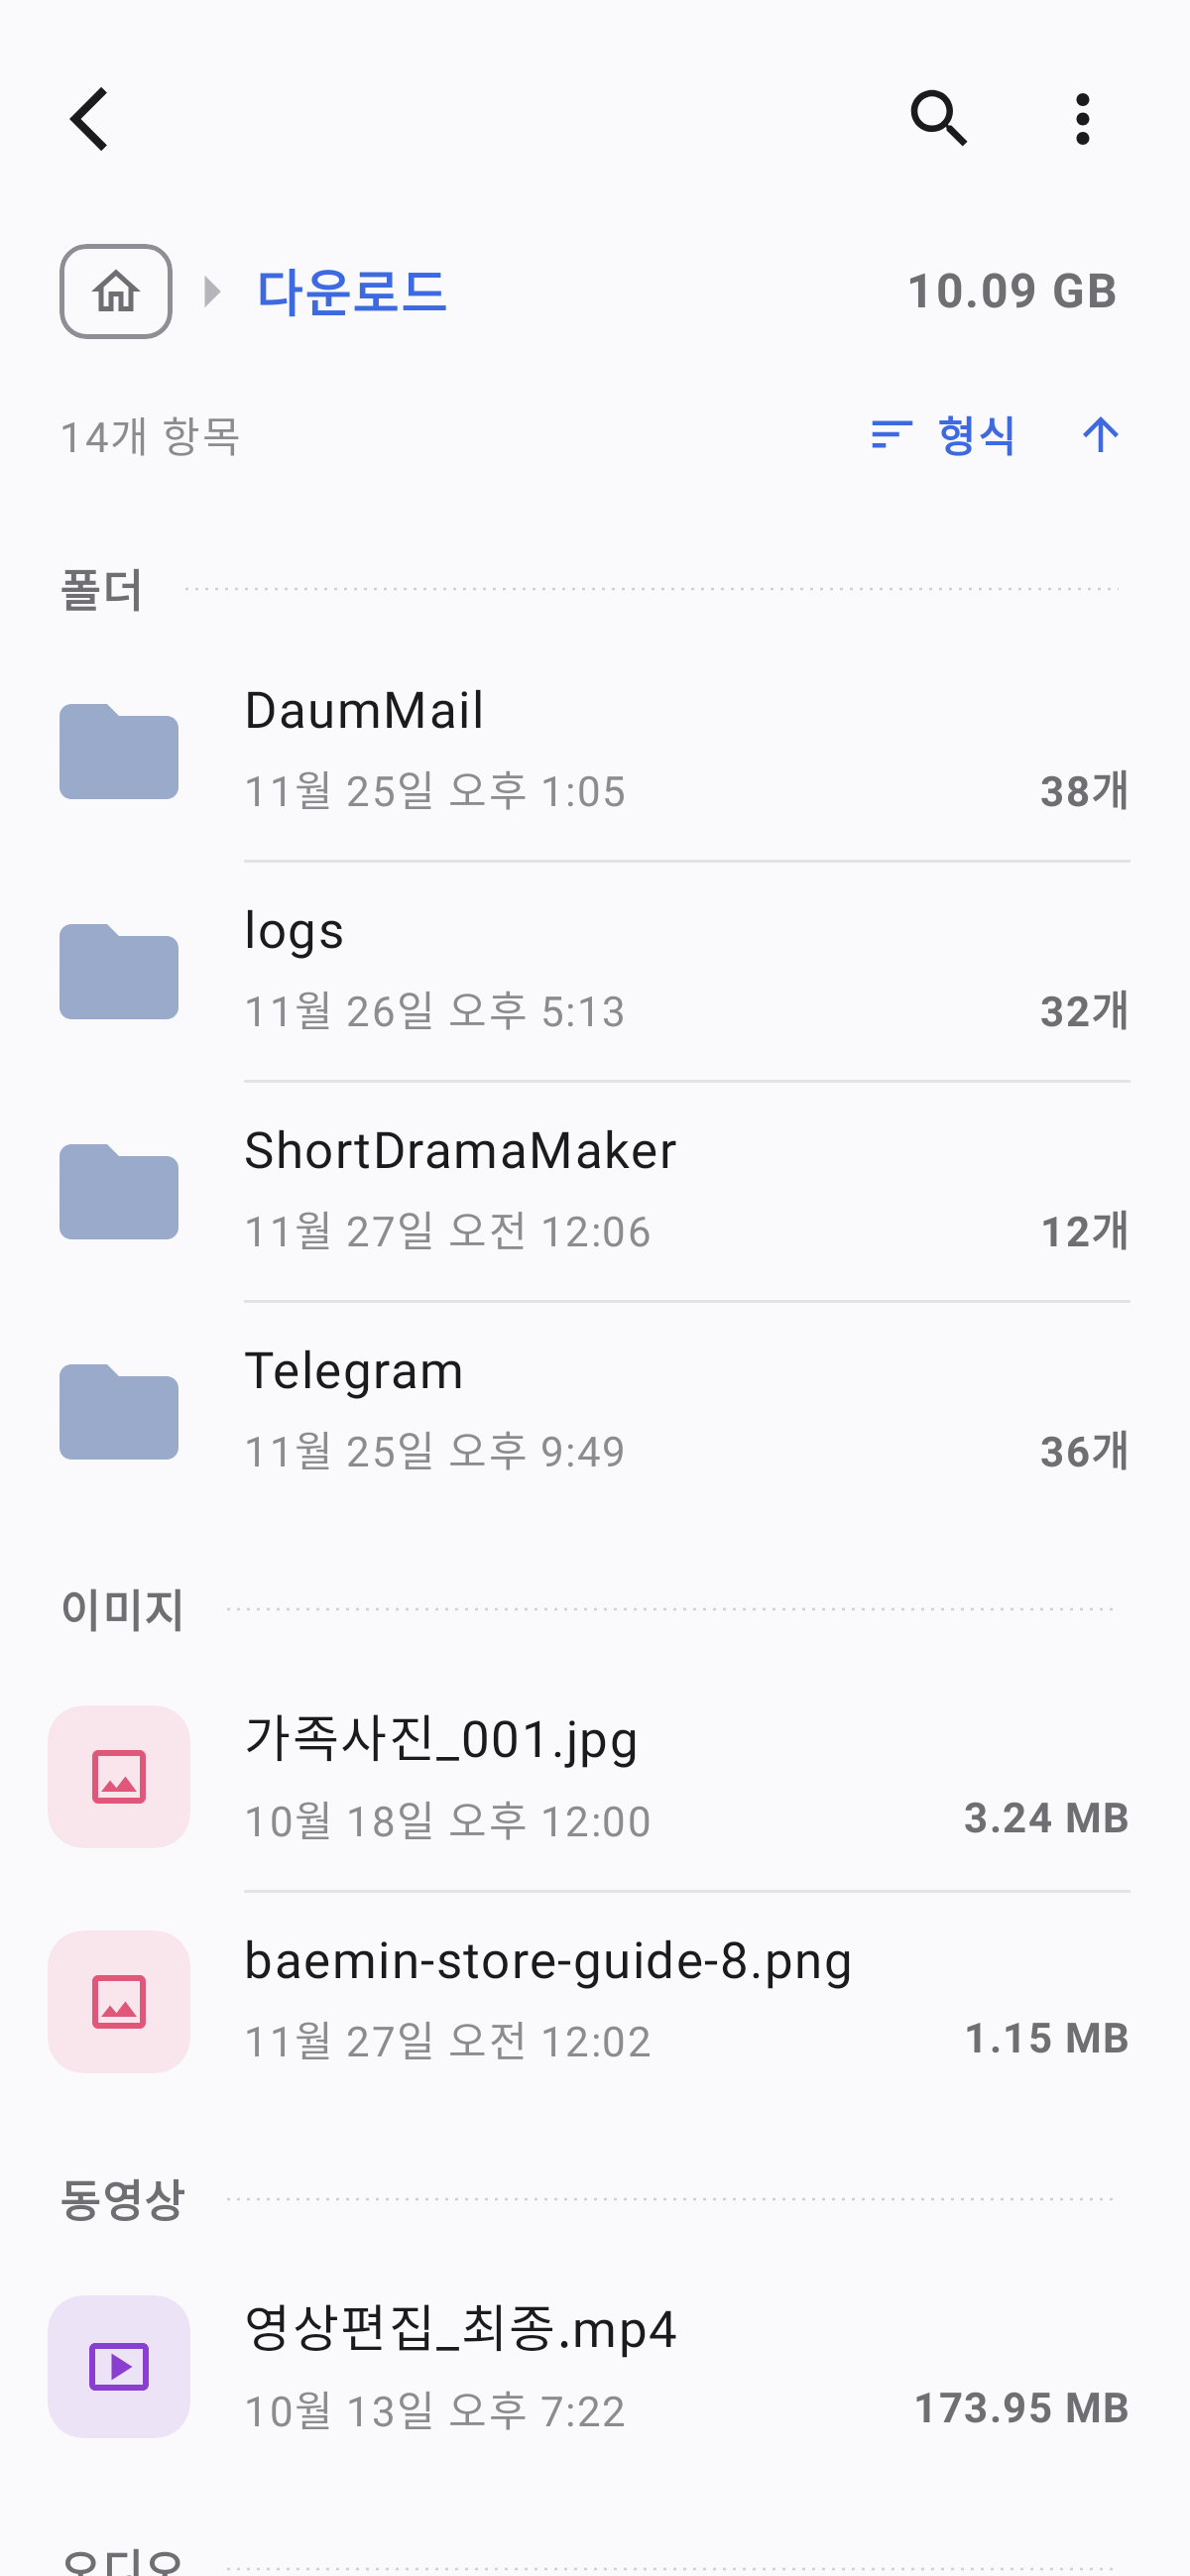 다운로드
10.09 GB
14개 항목
형식
폴더
DaumMail
11월 25일 오후 1:05
38개
logs
11월 26일 오후 5:13
32개
ShortDramaMaker
11월 27일 오전 12:06
12개
Telegram
11월 25일 오후 9:49
36개
이미지
가족사진_001.jpg
10월 18일 오후 12:00
3.24 MB
baemin-store-guide-8.png
11월 27일 오전 12:02
1.15 MB
동영상
영상편집_최종.mp4
10월 13일 오후 7:22
173.95 MB
오디오